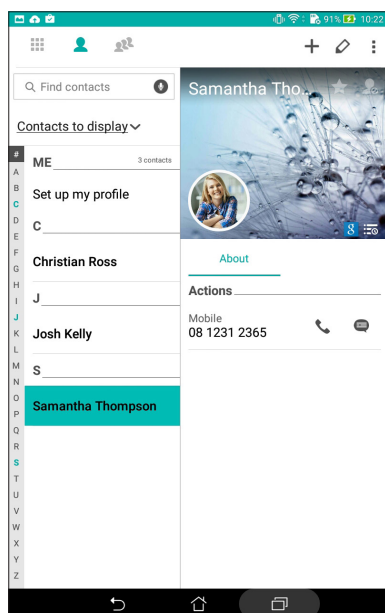 91% 10:22
Find contacts
Contacts to display
ME 3 contacts
Set up my profile
C
Christian Ross
J
Josh Kelly
S
Samantha Thompson
#
A
B
C
D
E
F
G
H
I
J
K
L
M
N
O
P
Q
R
S
T
U
V
W
X
Y
Z
Samantha Tho...
8
About
Actions
Mobile
08 1231 2365